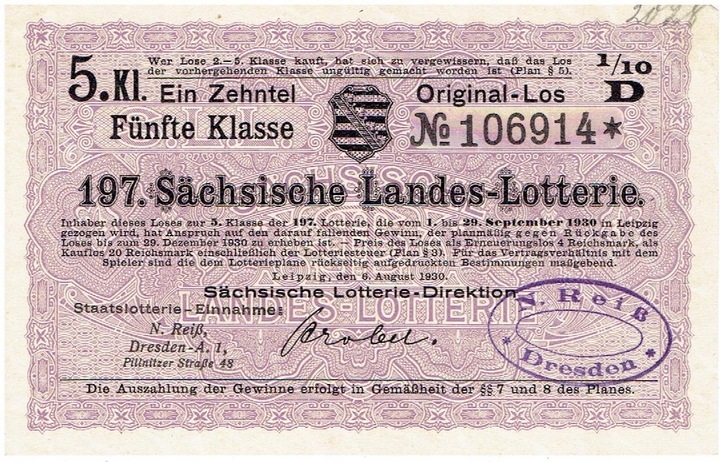 2028
Wer Lose 2.–5. Klasse kauft, hat sich zu vergewissern, daß das Los
der vorhergehenden Klasse ungültig gemacht worden ist (Plan § 5).
5. Kl.
Ein Zehntel
Fünfte Klasse
Original-Los
1/10
D
№ 106914*
197. Sächsische Landes-Lotterie.
Inhaber dieses Loses zur 5. Klasse der 197. Lotterie, die vom 1. bis 29. September 1930 in Leipzig
gezogen wird, hat Anspruch auf den darauf fallenden Gewinn, der planmäßig gegen Rückgabe des
Loses bis zum 29. Dezember 1930 zu erheben ist. — Preis des Loses als Erneuerungslos 4 Reichsmark, als
Kauflos 20 Reichsmark einschließlich der Lotteriesteuer (Plan § 3). Für das Vertragsverhältnis mit dem
Spieler sind die dem Lotterieplane rückseitig aufgedruckten Bestimmungen maßgebend.
Leipzig, den 6. August 1930.
Sächsische Lotterie-Direktion
LANDES-LOTTERIE
Staatslotterie-Einnahme:
N. Reiß,
Dresden-A. 1,
Pillnitzer Straße 48
N. Reiß
* Dresden *
Die Auszahlung der Gewinne erfolgt in Gemäßheit der §§ 7 und 8 des Planes.